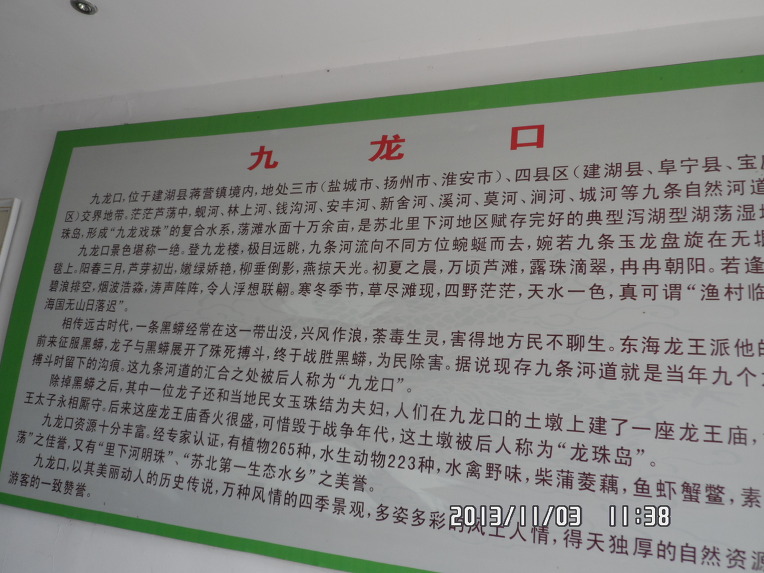 九龙口
九龙口，位于建湖县蒋营镇境内，地处三市（盐城市、扬州市、淮安市）、四县区（建湖县、阜宁县、宝
区）交界地带。茫茫芦荡中，蚬河、林上河、钱沟河、安丰河、新舍河、溪河、莫河、涧河、城河等九条自然河道
珠岛，形成“九龙戏珠”的复合水系，荡滩水面十万余亩，是苏北里下河地区赋存完好的典型泻湖型湖荡湿
九龙口景色堪称一绝。登九龙楼，极目远眺，九条河流向不同方位蜿蜒而去，宛若九条玉龙盘旋在无
毯上。阳春三月，芦芽初出，嫩绿娇艳，柳垂倒影，燕掠天光。初夏之晨，万顷芦滩，露珠滴翠，冉冉朝阳。若逢
碧浪排空，烟波浩淼，涛声阵阵，令人浮想联翩。寒冬季节，草尽滩现，四野茫茫，天水一色，真可谓“渔村临
海国无山日落迟”。
相传远古时代，一条黑蟒经常在这一带出没，兴风作浪，荼毒生灵，害得地方民不聊生。东海龙王派他的
前来征服黑蟒，龙子与黑蟒展开了殊死搏斗，终于战胜黑蟒，为民除害。据说现存九条河道就是当年九个
搏斗时留下的沟痕。这九条河道的汇合之处被后人称为“九龙口”。
除掉黑蟒之后，其中一位龙子还和当地民女玉珠结为夫妇，人们在九龙口的土墩上建了一座龙王庙，
王太子永相厮守。后来这座龙王庙香火很盛，可惜毁于战争年代，这土墩被后人称为“龙珠岛”。
九龙口资源十分丰富。经专家认证，有植物265种，水生动物223种，水禽野味，柴蒲菱藕，鱼虾蟹鳖，素
荡”之佳誉，又有“里下河明珠”、“苏北第一生态水乡”之美誉。
九龙口，以其美丽动人的历史传说，万种风情的四季景观，多姿多彩的风土人情，得天独厚的自然资源
游客的一致赞誉。
2013/11/03 11:38